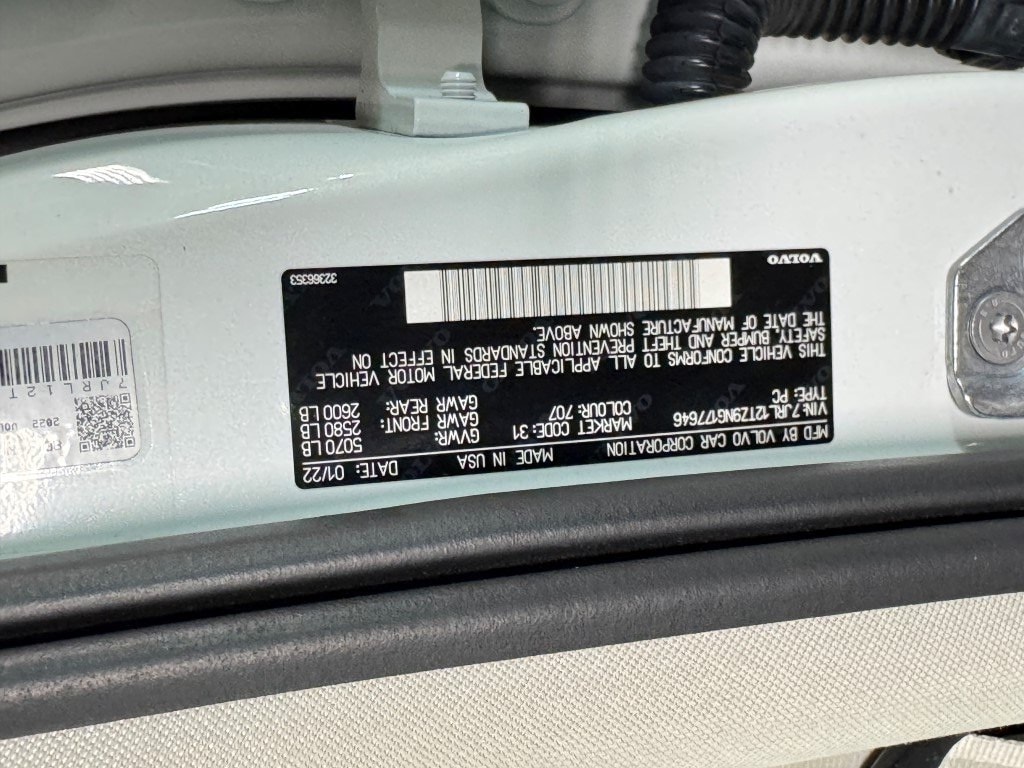 MFD BY VOLVO CAR CORPORATION
MADE IN USA
DATE: 01/22
VIN: 7JRL12TZ9NG177646
TYPE: PC
MARKET CODE: 31
COLOUR: 707
GVWR: 5070 LB
GAWR FRONT: 2580 LB
GAWR REAR: 2600 LB
THIS VEHICLE CONFORMS TO ALL APPLICABLE FEDERAL MOTOR VEHICLE
SAFETY, BUMPER AND THEFT PREVENTION STANDARDS IN EFFECT ON
THE DATE OF MANUFACTURE SHOWN ABOVE.
VOLVO
32366353
7JRL12T
2022